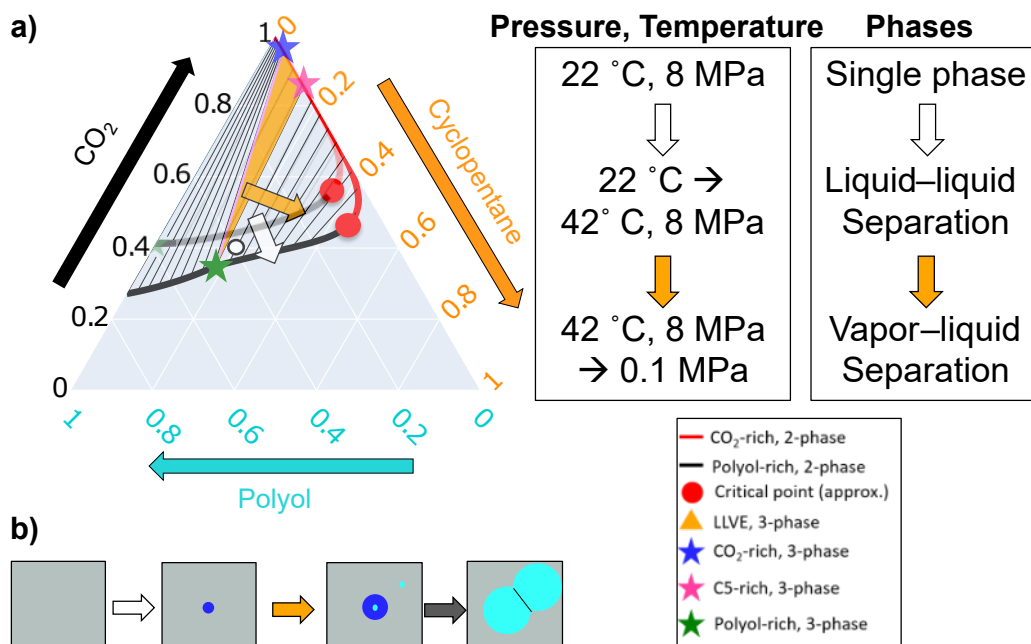 a)
Pressure, Temperature
Phases
1
0
0.8
0.2
0.6
0.4
0.4
0.6
0.2
0.8
0
1
1
0.8
0.6
0.4
0.2
0
CO₂
Cyclopentane
Polyol
22 ˚C, 8 MPa
22 ˚C →
42˚ C, 8 MPa
42 ˚C, 8 MPa
→ 0.1 MPa
Single phase
Liquid–liquid
Separation
Vapor–liquid
Separation
CO₂-rich, 2-phase
Polyol-rich, 2-phase
Critical point (approx.)
LLVE, 3-phase
CO₂-rich, 3-phase
C5-rich, 3-phase
Polyol-rich, 3-phase
b)